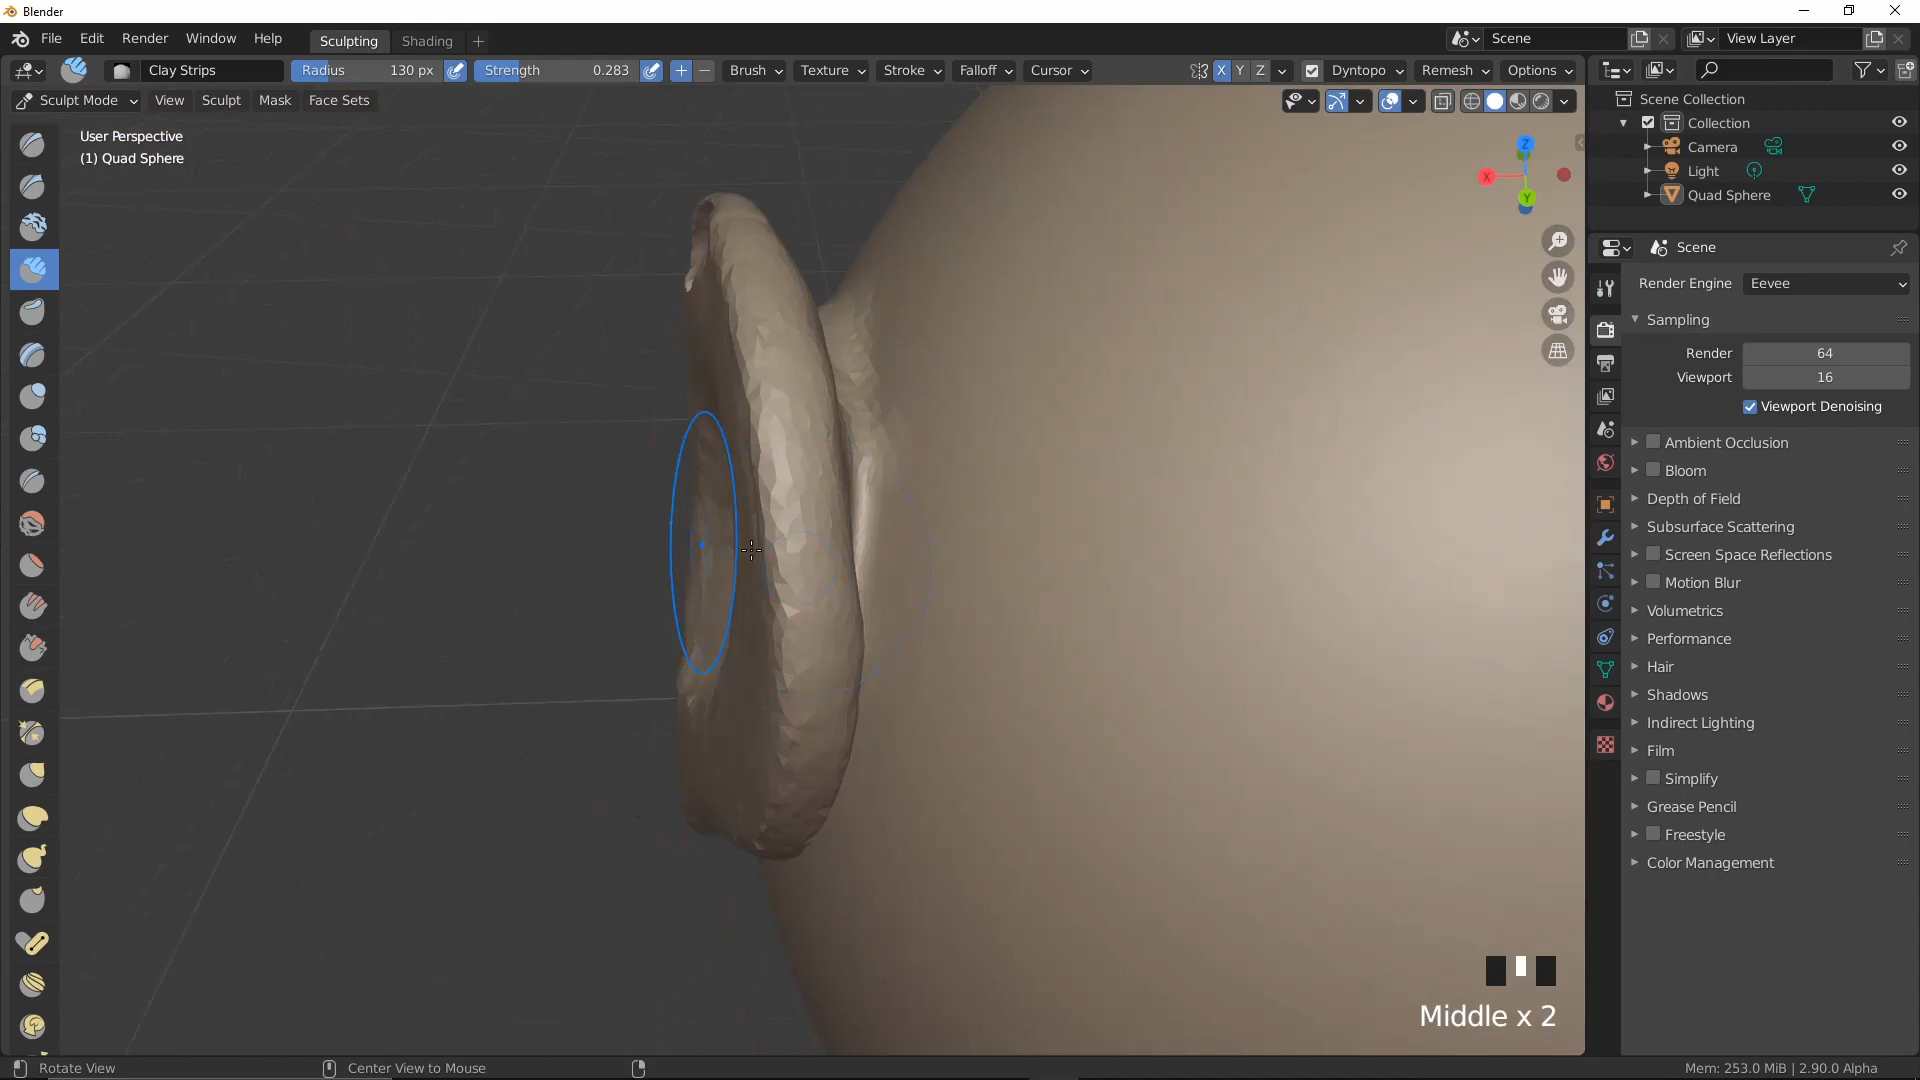 Blender
File Edit Render Window Help Sculpting Shading + Scene View Layer
Clay Strips Radius 130 px Strength 0.283 Brush Texture Stroke Falloff Cursor X Y Z Dyntopo Remesh Options
Sculpt Mode View Sculpt Mask Face Sets
User Perspective
(1) Quad Sphere
Z
X
Y
Scene Collection
Collection
Camera
Light
Quad Sphere
Scene
Render Engine Eevee
Sampling
Render 64
Viewport 16
Viewport Denoising
Ambient Occlusion
Bloom
Depth of Field
Subsurface Scattering
Screen Space Reflections
Motion Blur
Volumetrics
Performance
Hair
Shadows
Indirect Lighting
Film
Simplify
Grease Pencil
Freestyle
Color Management
Middle x 2
Rotate View Center View to Mouse Mem: 253.0 MiB | 2.90.0 Alpha